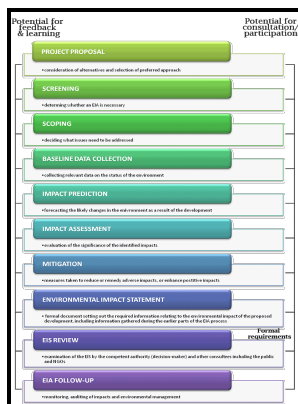 Potential for
feedback
& learning
Potential for
consultation/
participation
PROJECT PROPOSAL
• consideration of alternatives and selection of preferred approach
SCREENING
• determining whether an EIA is necessary
SCOPING
• deciding what issues need to be addressed
BASELINE DATA COLLECTION
• collecting relevant data on the status of the environment
IMPACT PREDICTION
• forecasting the likely changes in the environment as a result of the development
IMPACT ASSESSMENT
• evaluation of the significance of the identified impacts
MITIGATION
• measures taken to reduce or remedy adverse impacts, or enhance positive impacts
ENVIRONMENTAL IMPACT STATEMENT
• formal document setting out the required information relating to the environmental impact of the proposed
development, including information gathered during the earlier parts of the EIA process
Formal
requirements
EIS REVIEW
• examination of the EIS by the competent authority (decision-maker) and other consultees including the public
and NGOs
EIA FOLLOW-UP
• monitoring, auditing of impacts and environmental management